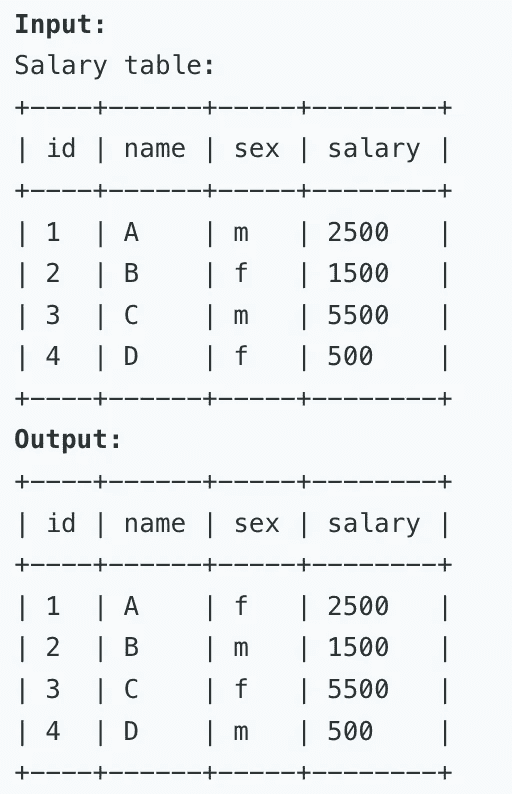 Input:
Salary table:
+----+------+-----+--------+
| id | name | sex | salary |
+----+------+-----+--------+
| 1  | A    | m   | 2500   |
| 2  | B    | f   | 1500   |
| 3  | C    | m   | 5500   |
| 4  | D    | f   | 500    |
+----+------+-----+--------+
Output:
+----+------+-----+--------+
| id | name | sex | salary |
+----+------+-----+--------+
| 1  | A    | f   | 2500   |
| 2  | B    | m   | 1500   |
| 3  | C    | f   | 5500   |
| 4  | D    | m   | 500    |
+----+------+-----+--------+